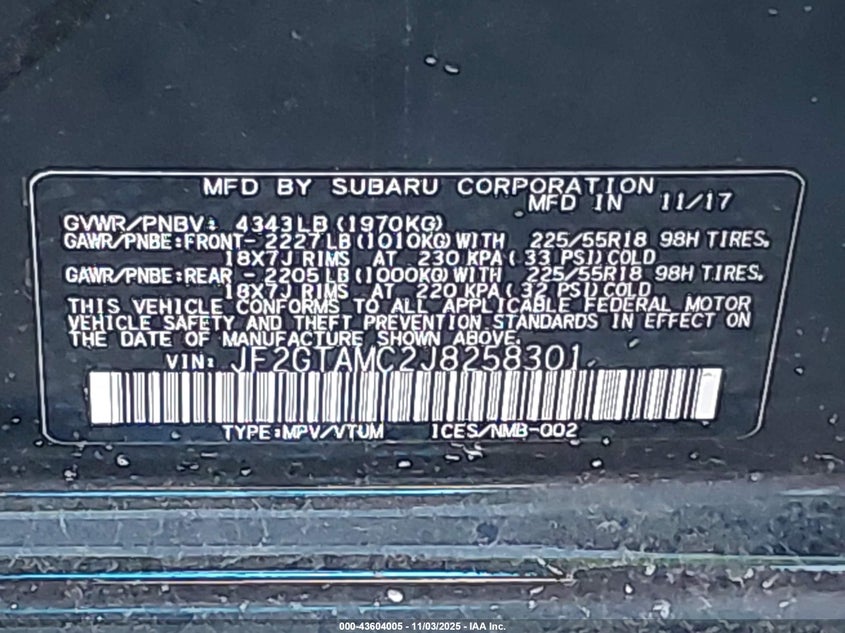 MFD BY SUBARU CORPORATION
MFD IN 11/17
GVWR/PNBV: 4343LB (1970KG)
GAWR/PNBE:FRONT- 2227LB (1010KG) WITH 225/55R18 98H TIRES,
18X7J RIMS AT 230 KPA( 33 PSI) COLD
GAWR/PNBE:REAR - 2205LB (1000KG) WITH 225/55R18 98H TIRES,
18X7J RIMS AT 220 KPA( 32 PSI) COLD
THIS VEHICLE CONFORMS TO ALL APPLICABLE FEDERAL MOTOR
VEHICLE SAFETY AND THEFT PREVENTION STANDARDS IN EFFECT ON
THE DATE OF MANUFACTURE SHOWN ABOVE.
VIN: JF2GTAMC2J8258301
TYPE:MPV/VTUM ICES/NMB-002
000-43604005 - 11/03/2025 - IAA Inc.